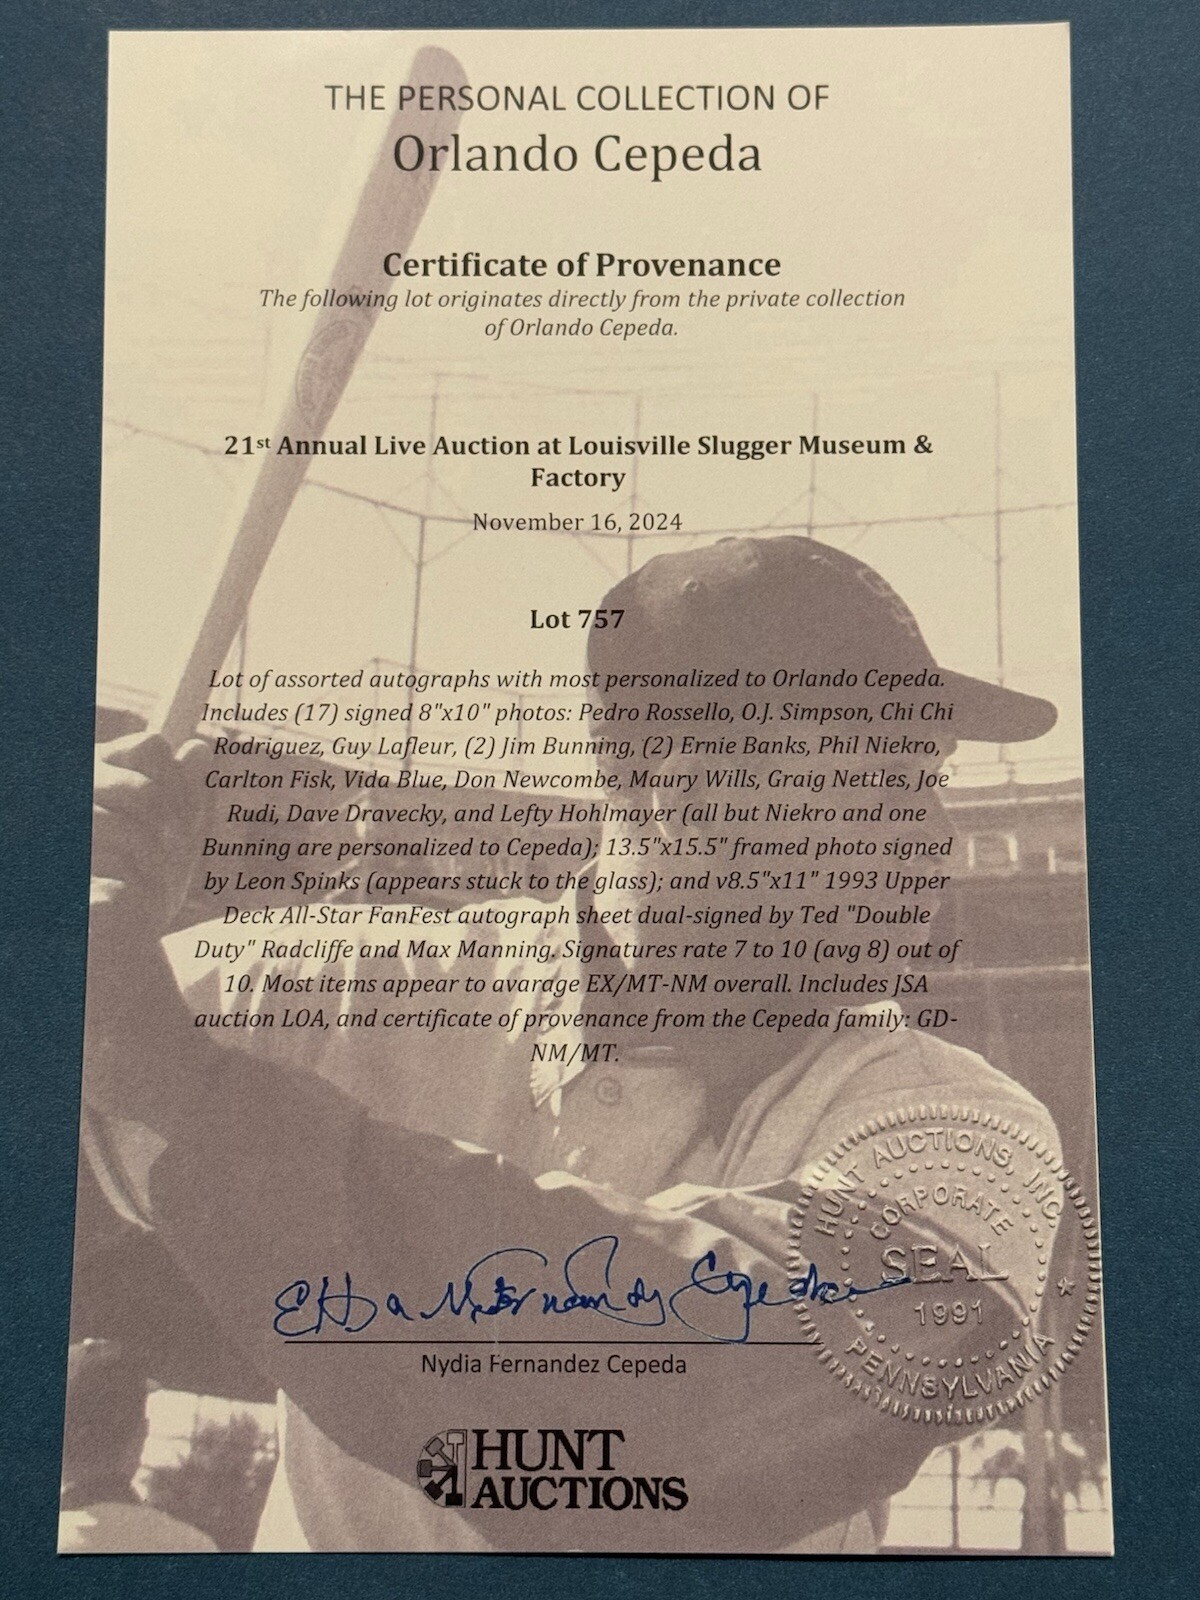 THE PERSONAL COLLECTION OF
Orlando Cepeda
Certificate of Provenance
The following lot originates directly from the private collection
of Orlando Cepeda.
21st Annual Live Auction at Louisville Slugger Museum &
Factory
November 16, 2024
Lot 757
Lot of assorted autographs with most personalized to Orlando Cepeda.
Includes (17) signed 8"x10" photos: Pedro Rossello, O.J. Simpson, Chi Chi
Rodriguez, Guy Lafleur, (2) Jim Bunning, (2) Ernie Banks, Phil Niekro,
Carlton Fisk, Vida Blue, Don Newcombe, Maury Wills, Graig Nettles, Joe
Rudi, Dave Dravecky, and Lefty Hohlmayer (all but Niekro and one
Bunning are personalized to Cepeda); 13.5"x15.5" framed photo signed
by Leon Spinks (appears stuck to the glass); and v8.5"x11" 1993 Upper
Deck All-Star FanFest autograph sheet dual-signed by Ted "Double
Duty" Radcliffe and Max Manning. Signatures rate 7 to 10 (avg 8) out of
10. Most items appear to avarage EX/MT-NM overall. Includes JSA
auction LOA, and certificate of provenance from the Cepeda family: GD-
NM/MT.
HUNT AUCTIONS, INC.
CORPORATE
SEAL
1991
PENNSYLVANIA
Nydia Fernandez Cepeda
HUNT
AUCTIONS